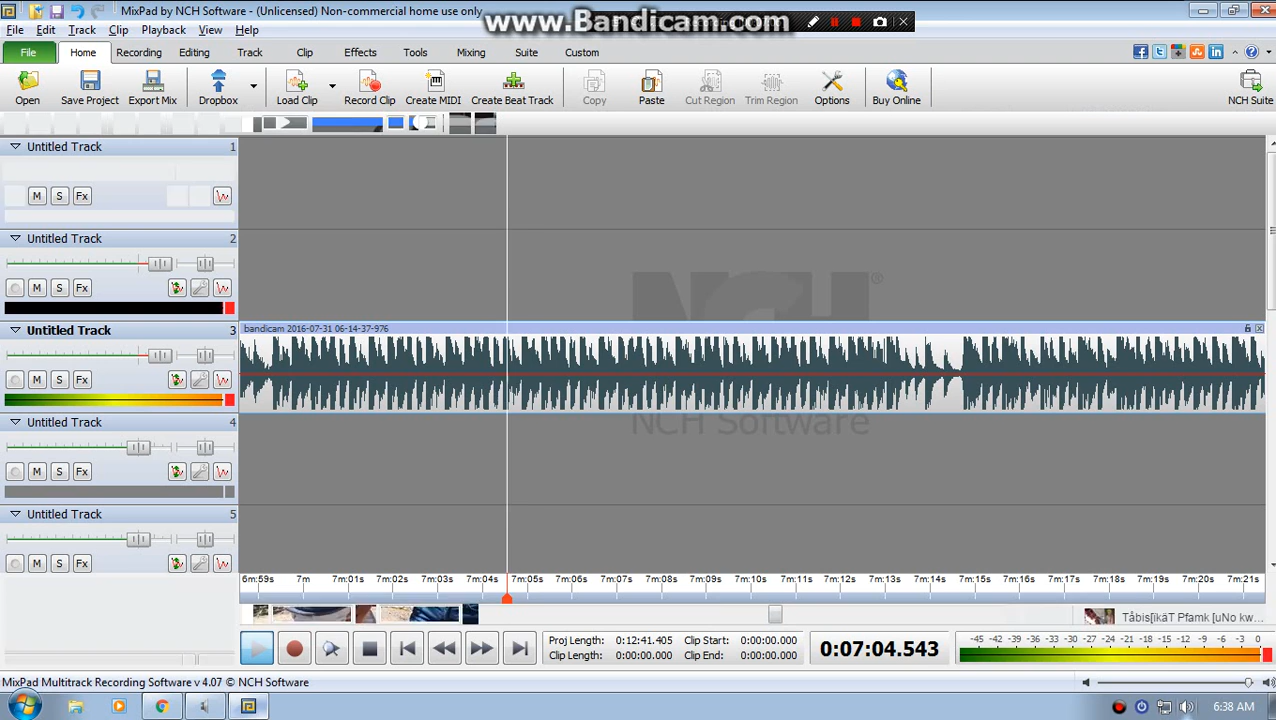 MixPad by NCH Software - (Unlicensed) Non-commercial home use only
www.Bandicam.com
File Edit Track Clip Playback View Help
File Home Recording Editing Track Clip Effects Tools Mixing Suite Custom
Open Save Project Export Mix Dropbox Load Clip Record Clip Create MIDI Create Beat Track Copy Paste Cut Region Trim Region Options Buy Online NCH Suite
Untitled Track 1
M S Fx
Untitled Track 2
M S Fx
NCH ®
Untitled Track 3
bandicam 2016-07-31 06-14-37-976
M S Fx
NCH Software
Untitled Track 4
M S Fx
Untitled Track 5
M S Fx
6m:59s 7m 7m:01s 7m:02s 7m:03s 7m:04s 7m:05s 7m:06s 7m:07s 7m:08s 7m:09s 7m:10s 7m:11s 7m:12s 7m:13s 7m:14s 7m:15s 7m:16s 7m:17s 7m:18s 7m:19s 7m:20s 7m:21s
Proj Length: 0:12:41.405 Clip Start: 0:00:00.000
Clip Length: 0:00:00.000 Clip End: 0:00:00.000
0:07:04.543
-45 -42 -39 -36 -33 -30 -27 -24 -21 -18 -15 -12 -9 -6 -3 0
MixPad Multitrack Recording Software v 4.07 © NCH Software
6:38 AM